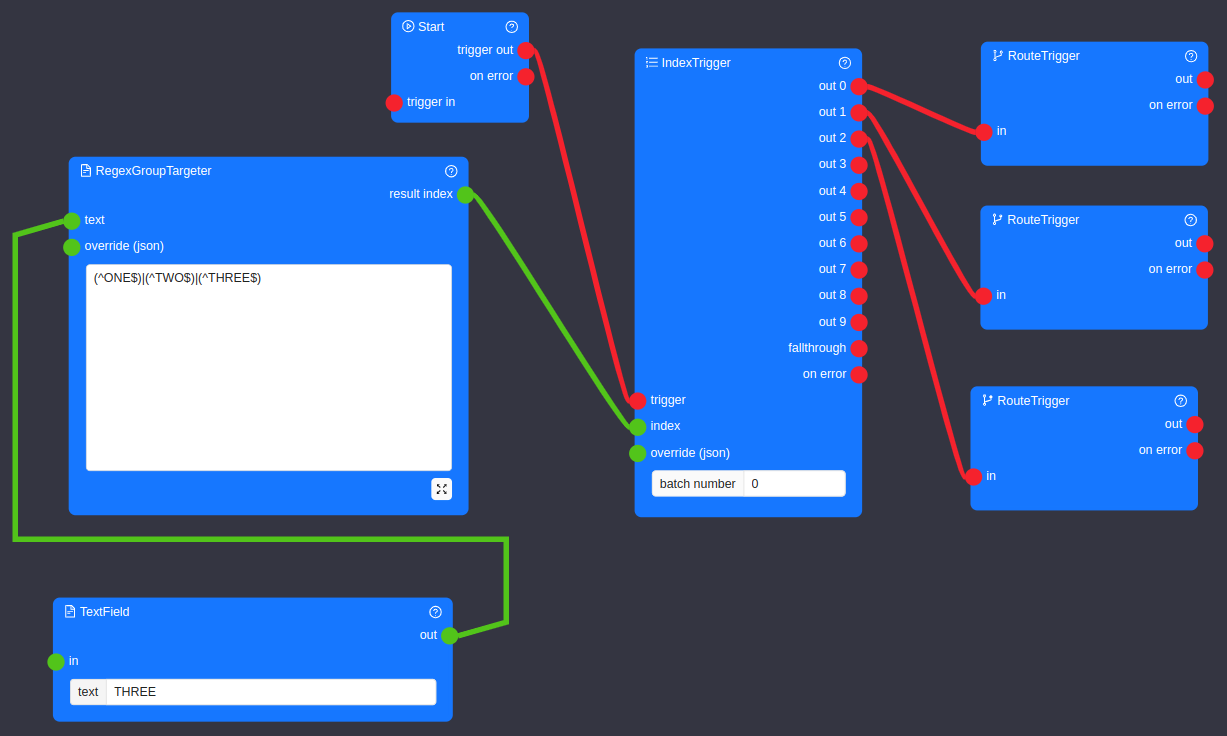 Start
trigger out
on error
trigger in
RegexGroupTargeter
result index
text
override (json)
(^ONE$)|(^TWO$)|(^THREE$)
TextField
out
in
text THREE
IndexTrigger
out 0
out 1
out 2
out 3
out 4
out 5
out 6
out 7
out 8
out 9
fallthrough
on error
trigger
index
override (json)
batch number 0
RouteTrigger
out
on error
in
RouteTrigger
out
on error
in
RouteTrigger
out
on error
in